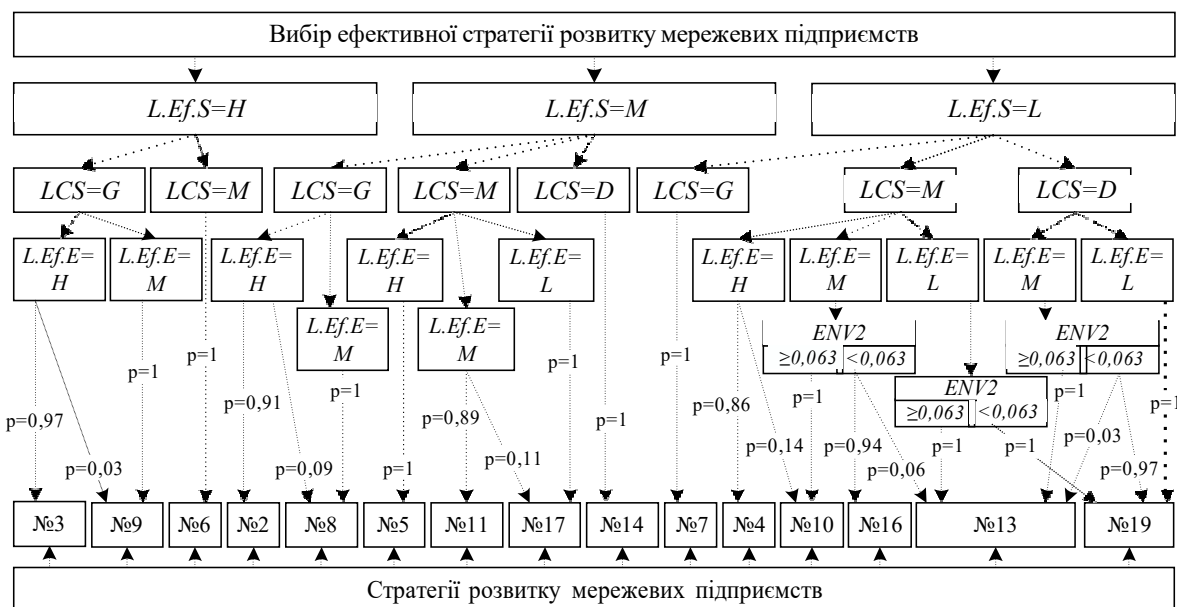 Вибір ефективної стратегії розвитку мережевих підприємств
L.Ef.S=H
L.Ef.S=M
L.Ef.S=L
LCS=G
LCS=M
LCS=G
LCS=M
LCS=D
LCS=G
LCS=M
LCS=D
L.Ef.E=
H
L.Ef.E=
M
L.Ef.E=
H
L.Ef.E=
M
L.Ef.E=
H
L.Ef.E=
M
L.Ef.E=
L
L.Ef.E=
H
L.Ef.E=
M
L.Ef.E=
L
L.Ef.E=
M
L.Ef.E=
L
ENV2
≥0,063
<0,063
ENV2
≥0,063
<0,063
ENV2
≥0,063
<0,063
p=0,97
p=0,03
p=1
p=1
p=0,91
p=0,09
p=1
p=1
p=0,89
p=0,11
p=1
p=1
p=1
p=0,86
p=0,14
p=1
p=0,94
p=0,06
p=1
p=1
p=1
p=0,03
p=0,97
p=1
№3
№9
№6
№2
№8
№5
№11
№17
№14
№7
№4
№10
№16
№13
№19
Стратегії розвитку мережевих підприємств